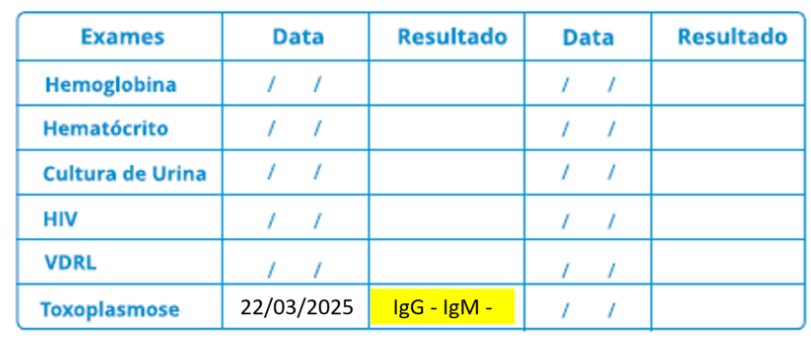 Exames Data Resultado Data Resultado
Hemoglobina / / / /
Hematócrito / / / /
Cultura de Urina / / / /
HIV / / / /
VDRL / / / /
Toxoplasmose 22/03/2025 IgG - IgM - / /